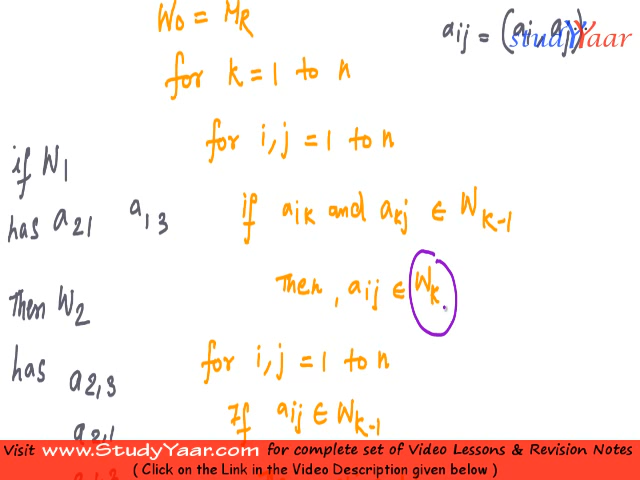 W0 = MR
aij = (ai, aj)
studyYaar
for k = 1 to n
for i, j = 1 to n
if W1
has a21 a13
if aik and akj ∈ Wk-1
Then W2
Then, aij ∈ Wk
has a2,3
for i, j = 1 to n
a2,1
If aij ∈ Wk-1
Visit www.StudyYaar.com for complete set of Video Lessons & Revision Notes
( Click on the Link in the Video Description given below )